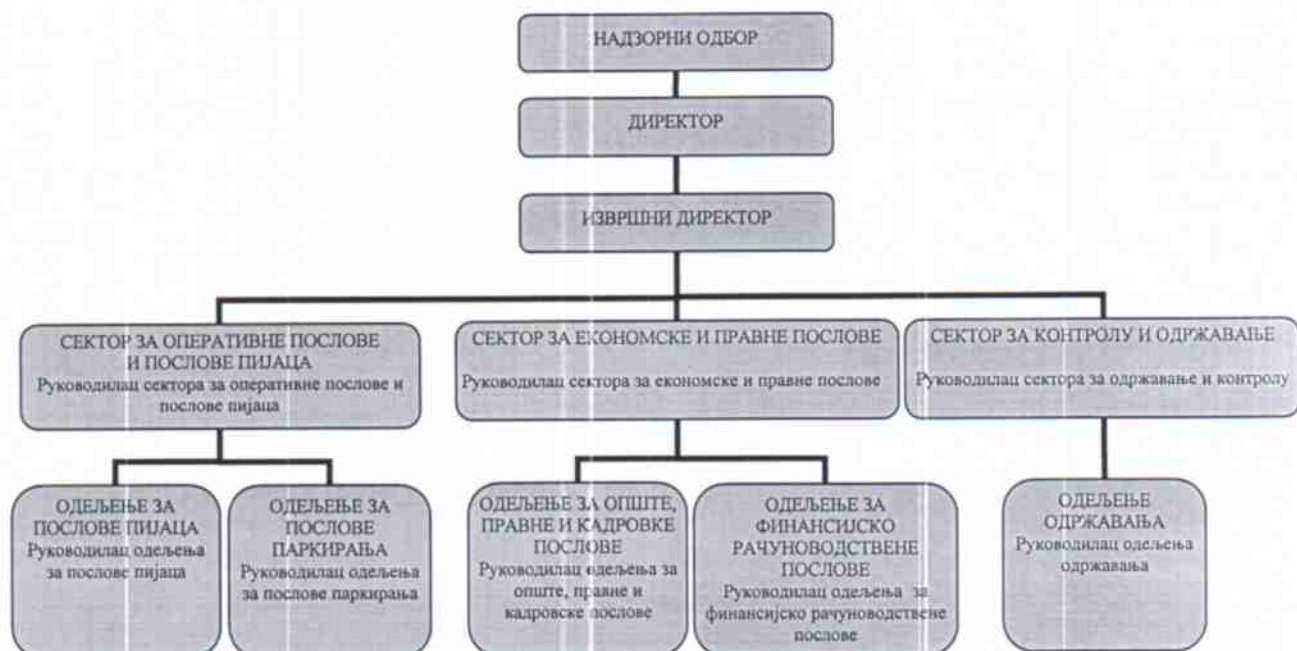 НАДЗОРНИ ОДБОР
ДИРЕКТОР
ИЗВРШНИ ДИРЕКТОР
СЕКТОР ЗА ОПЕРАТИВНЕ ПОСЛОВЕ
И ПОСЛОВЕ ПИЈАЦА
Руководилац сектора за оперативне послове и
послове пијаца
СЕКТОР ЗА ЕКОНОМСКЕ И ПРАВНЕ ПОСЛОВЕ
Руководилац сектора за економске и правне послове
СЕКТОР ЗА КОНТРОЛУ И ОДРЖАВАЊЕ
Руководилац сектора за одржавање и контролу
ОДЕЉЕЊЕ ЗА
ПОСЛОВЕ ПИЈАЦА
Руководилац одељења
за послове пијаца
ОДЕЉЕЊЕ ЗА
ПОСЛОВЕ
ПАРКИРАЊА
Руководилац одељења
за послове паркирања
ОДЕЉЕЊЕ ЗА ОПШТЕ,
ПРАВНЕ И КАДРОВКЕ
ПОСЛОВЕ
Руководилац одељења за
опште, правне и
кадровске послове
ОДЕЉЕЊЕ ЗА
ФИНАНСИЈСКО
РАЧУНОВОДСТВЕНЕ
ПОСЛОВЕ
Руководилац одељења за
финансијско рачуноводствене
послове
ОДЕЉЕЊЕ
ОДРЖАВАЊА
Руководилац одељења
одржавања